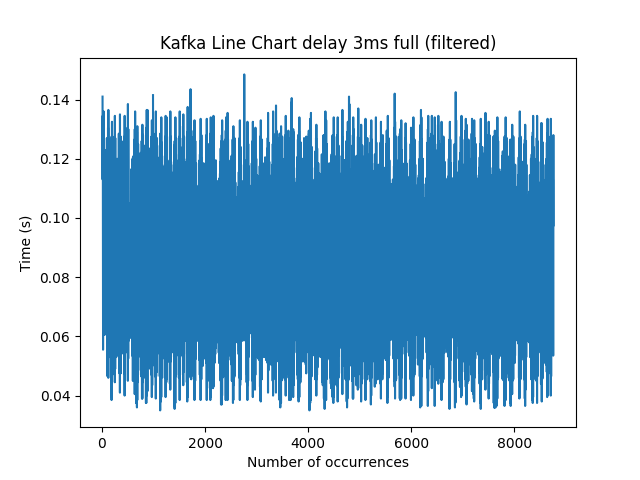 Kafka Line Chart delay 3ms full (filtered)
0.14
0.12
0.10
0.08
0.06
0.04
Time (s)
0 2000 4000 6000 8000
Number of occurrences